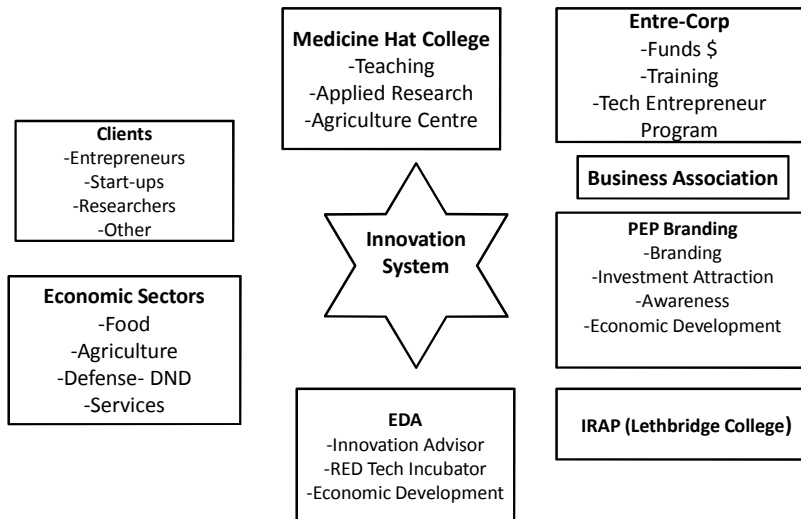 Medicine Hat College
-Teaching
-Applied Research
-Agriculture Centre
Entre-Corp
-Funds $
-Training
-Tech Entrepreneur
Program
Clients
-Entrepreneurs
-Start-ups
-Researchers
-Other
Business Association
Innovation
System
PEP Branding
-Branding
-Investment Attraction
-Awareness
-Economic Development
Economic Sectors
-Food
-Agriculture
-Defense- DND
-Services
EDA
-Innovation Advisor
-RED Tech Incubator
-Economic Development
IRAP (Lethbridge College)